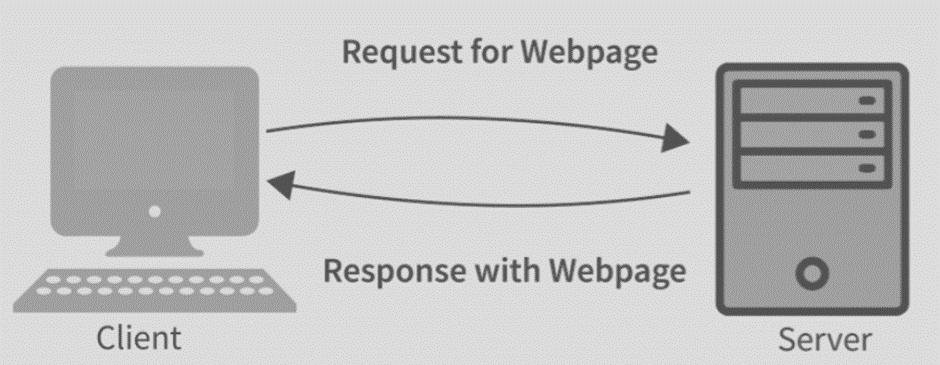 Request for Webpage
Response with Webpage
Client
Server